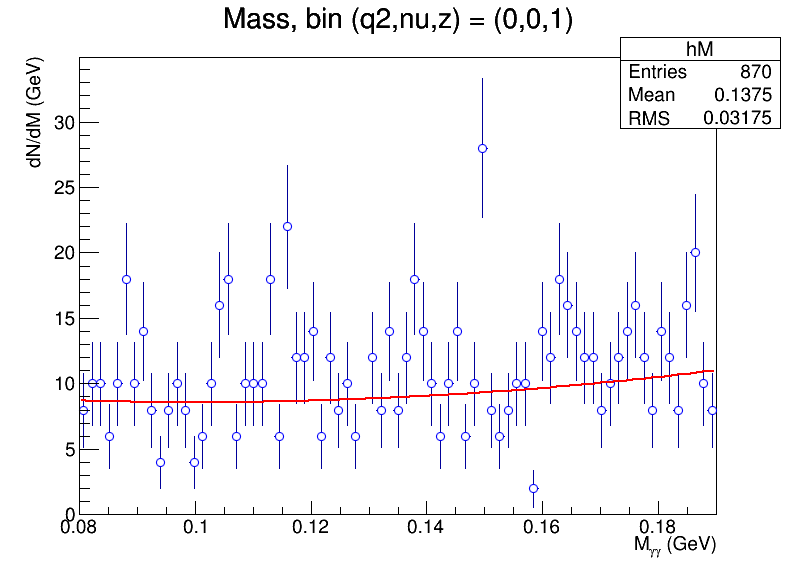 Mass, bin (q2,nu,z) = (0,0,1)
hM
Entries 870
Mean 0.1375
RMS 0.03175
dN/dM (GeV)
30
25
20
15
10
5
0
0.08 0.1 0.12 0.14 0.16 0.18
Mγγ (GeV)